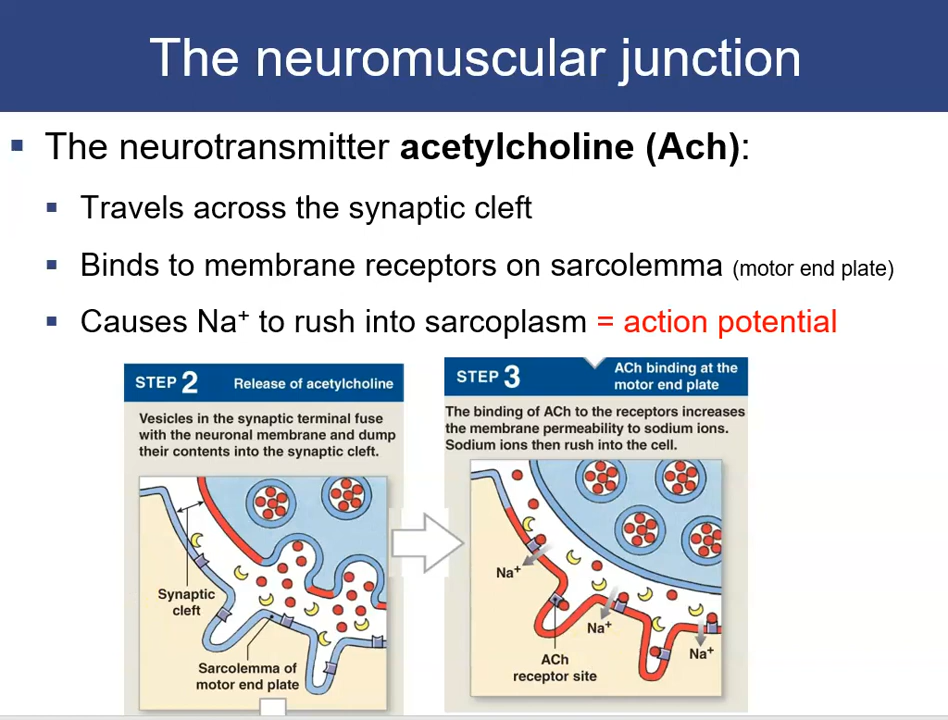 The neuromuscular junction
The neurotransmitter acetylcholine (Ach):
Travels across the synaptic cleft
Binds to membrane receptors on sarcolemma (motor end plate)
Causes Na⁺ to rush into sarcoplasm = action potential
STEP 2 Release of acetylcholine
Vesicles in the synaptic terminal fuse
with the neuronal membrane and dump
their contents into the synaptic cleft.
Synaptic
cleft
Sarcolemma of
motor end plate
STEP 3 ACh binding at the
motor end plate
The binding of ACh to the receptors increases
the membrane permeability to sodium ions.
Sodium ions then rush into the cell.
Na⁺
Na⁺
Na⁺
ACh
receptor site